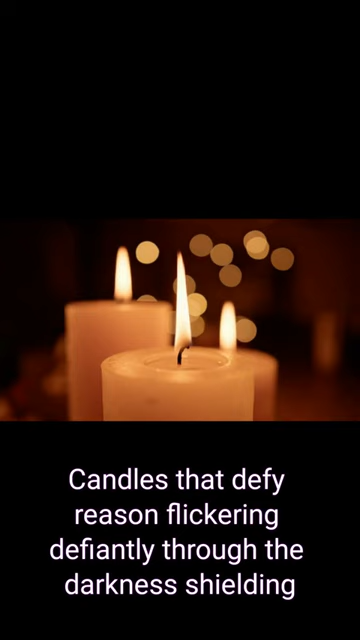 Candles that defy
reason flickering
defiantly through the
darkness shielding